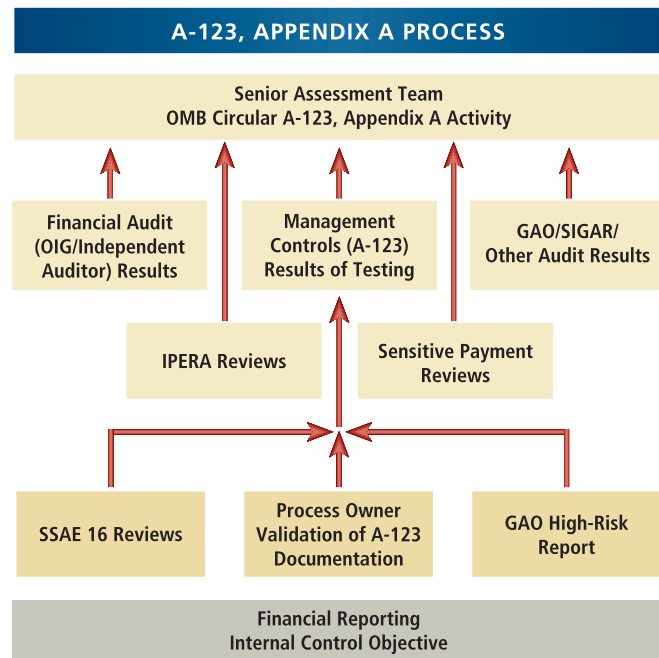 A-123, APPENDIX A PROCESS
Senior Assessment Team
OMB Circular A-123, Appendix A Activity
Financial Audit
(OIG/Independent
Auditor) Results
Management
Controls (A-123)
Results of Testing
GAO/SIGAR/
Other Audit Results
IPERA Reviews
Sensitive Payment
Reviews
SSAE 16 Reviews
Process Owner
Validation of A-123
Documentation
GAO High-Risk
Report
Financial Reporting
Internal Control Objective